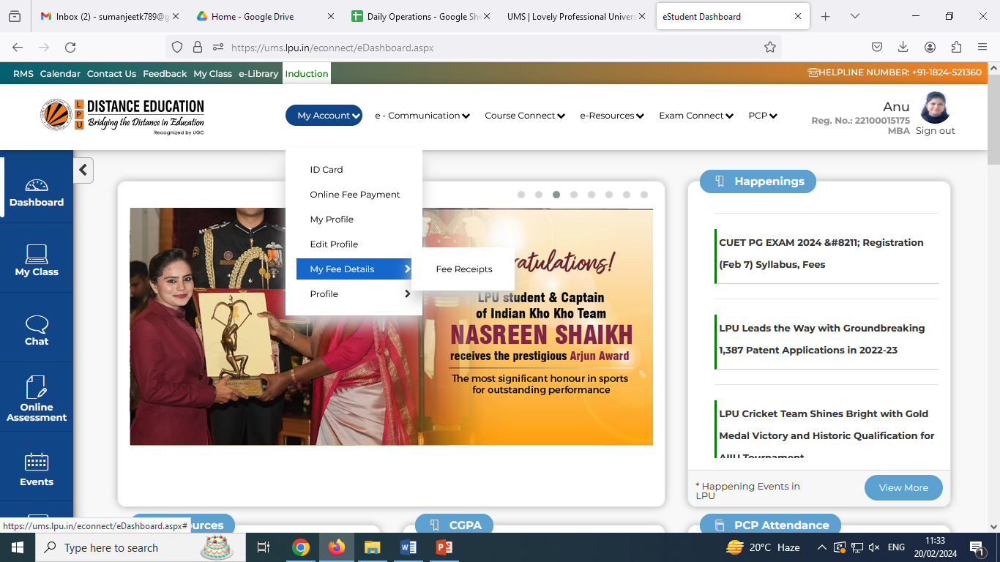 Inbox (2) - sumanjeetk789@g
Home - Google Drive
Daily Operations - Google She
UMS | Lovely Professional Univers
eStudent Dashboard
https://ums.lpu.in/econnect/eDashboard.aspx
RMS Calendar Contact Us Feedback My Class e-Library Induction
HELPLINE NUMBER: +91-1824-521360
LPU
DISTANCE EDUCATION
Bridging the Distance in Education
Recognized by UGC
My Account
e - Communication
Course Connect
e-Resources
Exam Connect
PCP
Anu
Reg. No.: 22100015175
MBA
Sign out
Dashboard
My Class
Chat
Online
Assessment
Events
ID Card
Online Fee Payment
My Profile
Edit Profile
My Fee Details
Fee Receipts
Profile
ratulations!
LPU student & Captain
of Indian Kho Kho Team
NASREEN SHAIKH
receives the prestigious Arjun Award
The most significant honour in sports
for outstanding performance
Happenings
CUET PG EXAM 2024 &#8211; Registration
(Feb 7) Syllabus, Fees
LPU Leads the Way with Groundbreaking
1,387 Patent Applications in 2022-23
LPU Cricket Team Shines Bright with Gold
Medal Victory and Historic Qualification for
AIIU Tournament
* Happening Events in
LPU
View More
urces
CGPA
PCP Attendance
https://ums.lpu.in/econnect/eDashboard.aspx#
Type here to search
20°C Haze
ENG
11:33
20/02/2024
1